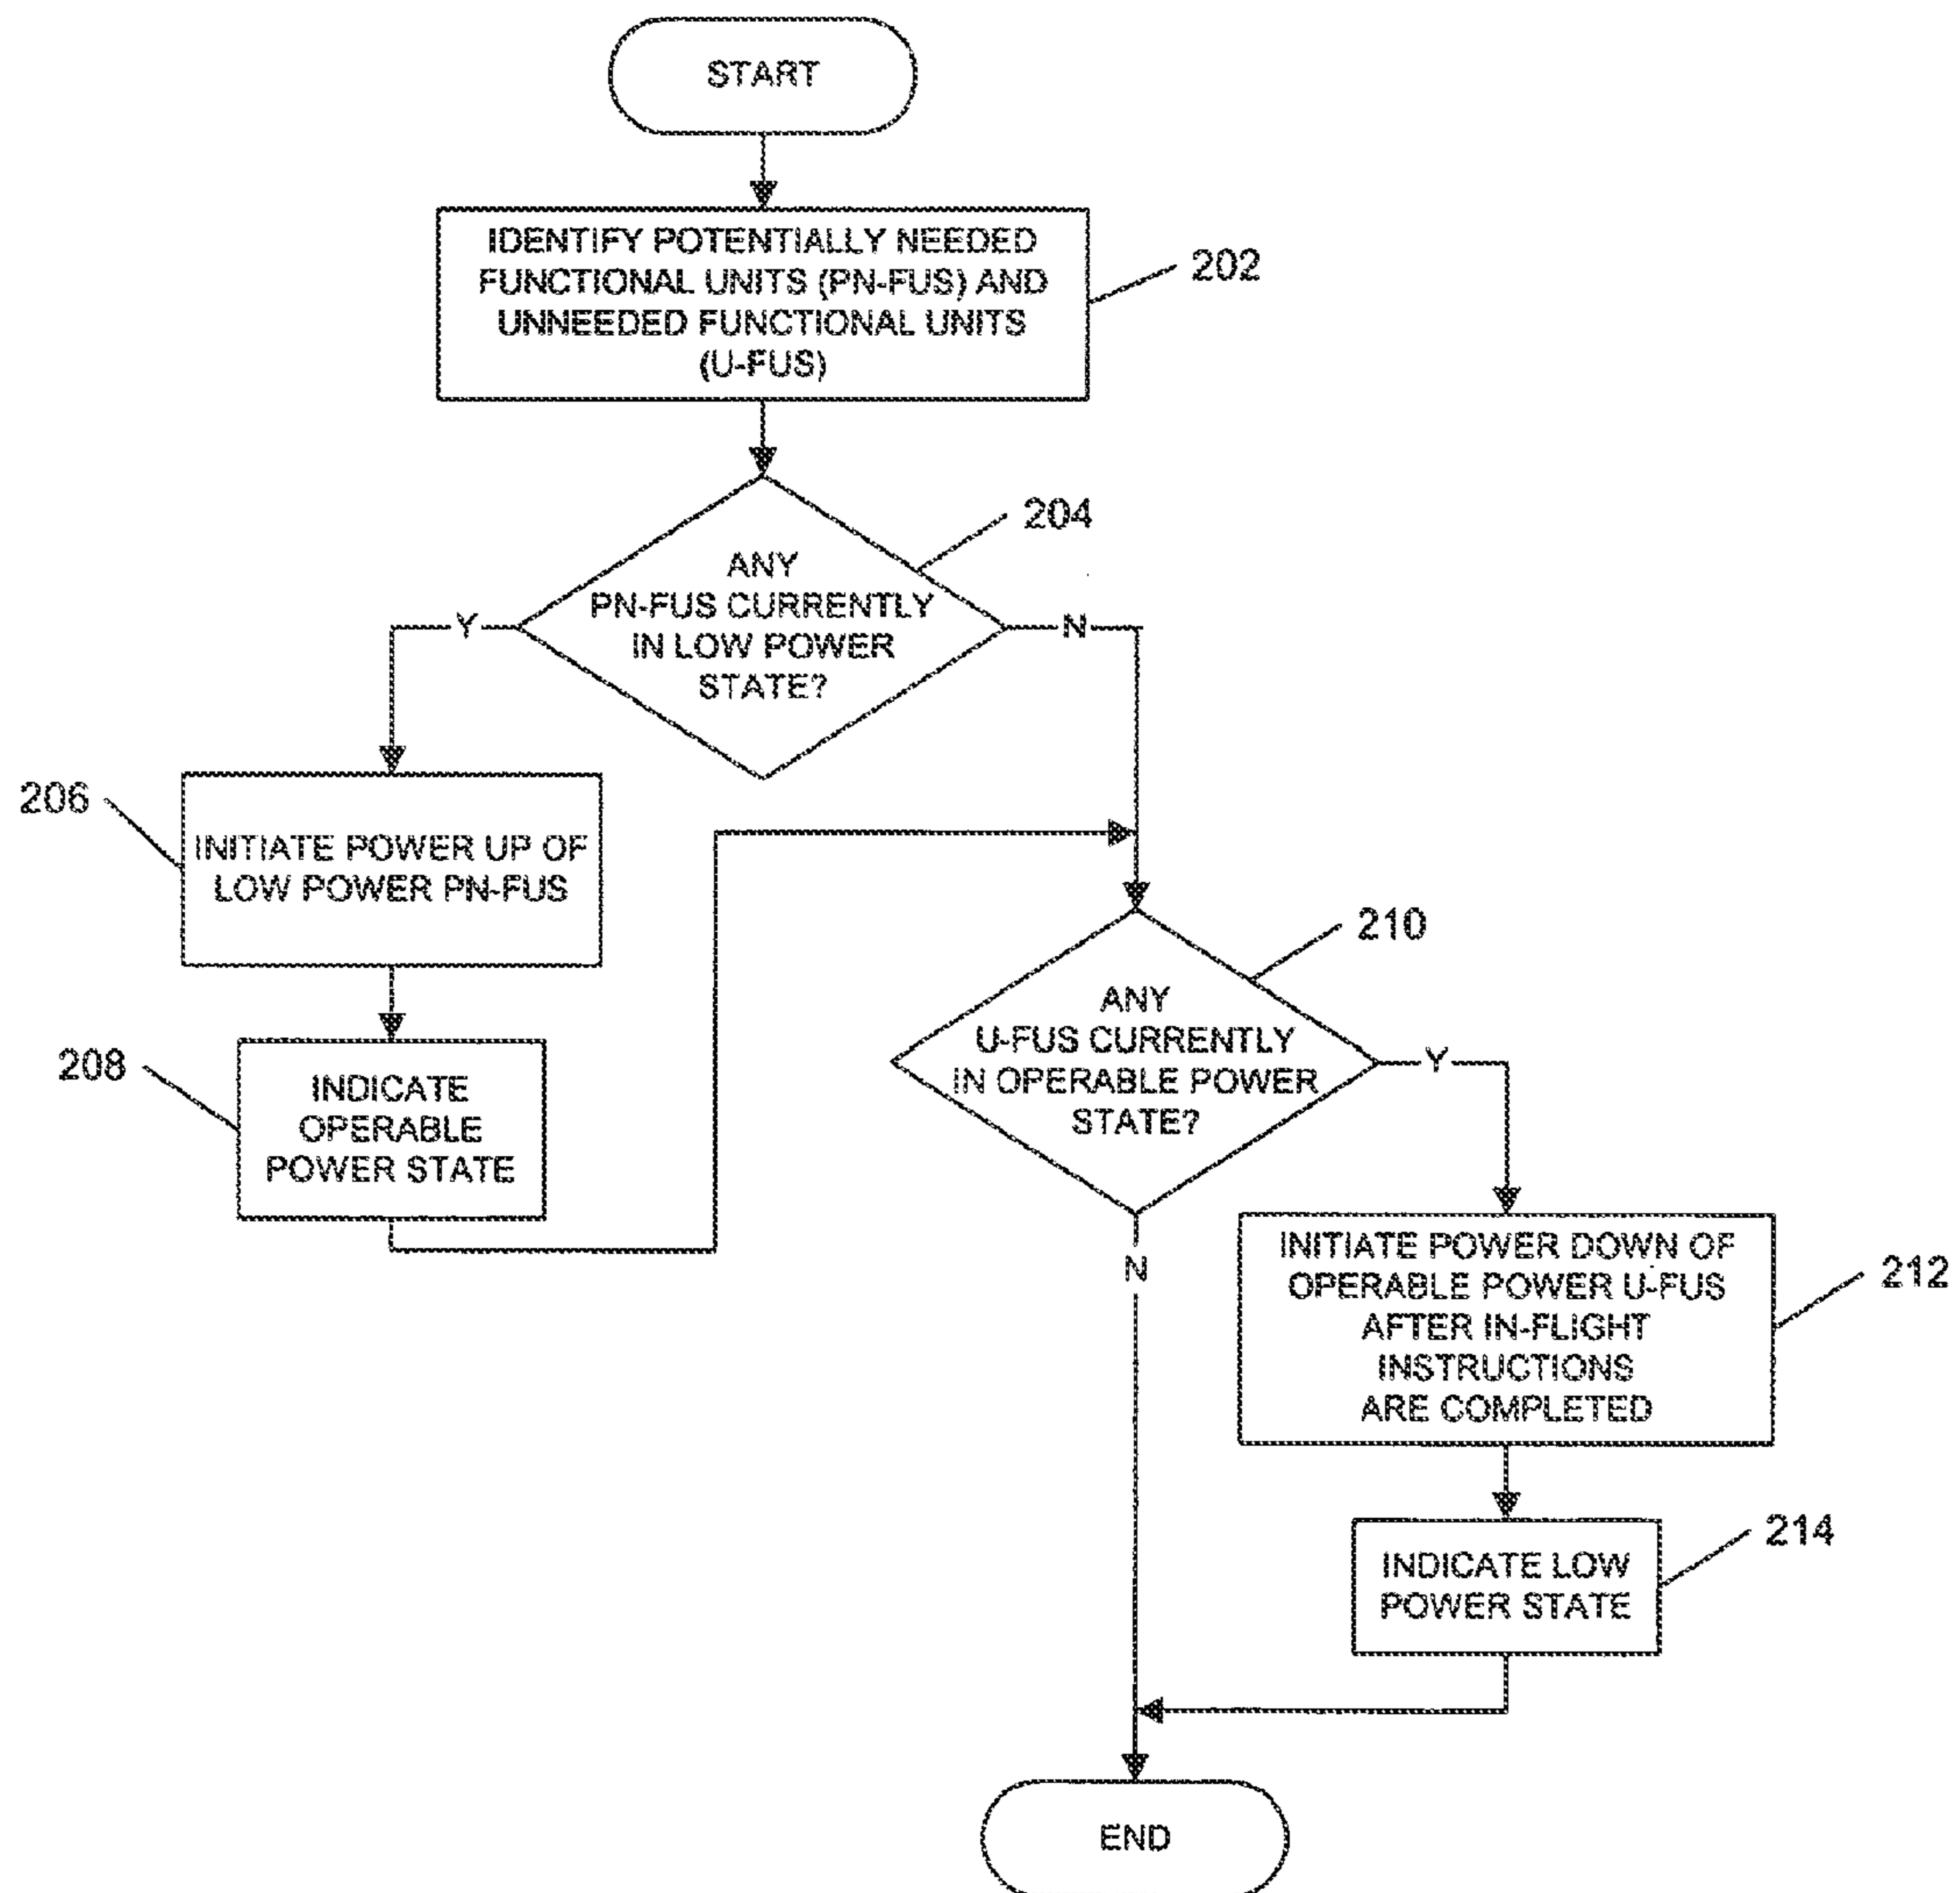 START
IDENTIFY POTENTIALLY NEEDED
FUNCTIONAL UNITS (PN-FUS) AND
UNNEEDED FUNCTIONAL UNITS
(U-FUS)
202
204
ANY
PN-FUS CURRENTLY
IN LOW POWER
STATE?
Y
N
206
INITIATE POWER UP OF
LOW POWER PN-FUS
208
INDICATE
OPERABLE
POWER STATE
210
ANY
U-FUS CURRENTLY
IN OPERABLE POWER
STATE?
Y
N
INITIATE POWER DOWN OF
OPERABLE POWER U-FUS
AFTER IN-FLIGHT
INSTRUCTIONS
ARE COMPLETED
212
214
INDICATE LOW
POWER STATE
END